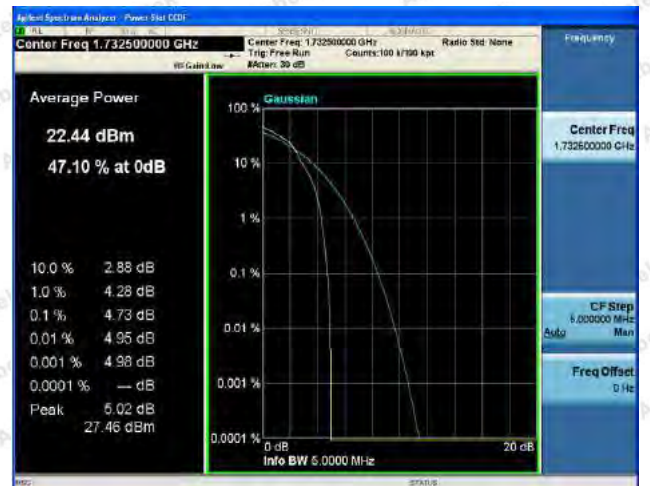 Agilent Spectrum Analyzer - Power Stat CCDF
Center Freq 1.732500000 GHz
Center Freq: 1.732500000 GHz
Radio Std: None
Trig: Free Run
Counts:100 k/100 kpt
#IFGain:Low
#Atten: 30 dB
Frequency
Average Power
22.44 dBm
47.10 % at 0dB
10.0 % 2.88 dB
1.0 % 4.28 dB
0.1 % 4.73 dB
0.01 % 4.95 dB
0.001 % 4.98 dB
0.0001 % --- dB
Peak 5.02 dB
27.46 dBm
Gaussian
100 %
10 %
1 %
0.1 %
0.01 %
0.001 %
0.0001 %
0 dB
20 dB
Info BW 5.0000 MHz
Center Freq
1.732500000 GHz
CF Step
5.000000 MHz
Auto Man
Freq Offset
0 Hz
MSG
STATUS